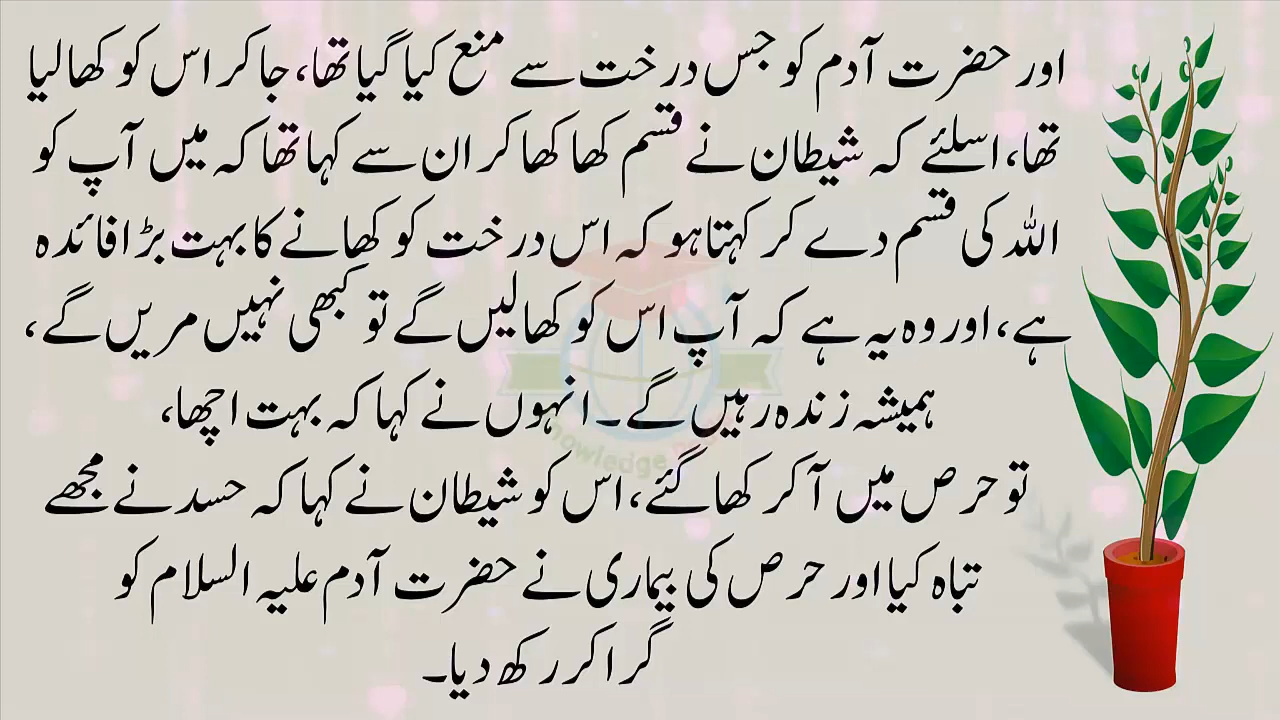 اور حضرت آدم کو جس درخت سے منع کیا گیا تھا، جا کر اس کو کھا لیا
تھا، اسلئے کہ شیطان نے قسم کھا کھا کر ان سے کہا تھا کہ میں آپ کو
اللہ کی قسم دے کر کہتا ہو کہ اس درخت کو کھانے کا بہت بڑا فائدہ
ہے، اور وہ یہ ہے کہ آپ اس کو کھا لیں گے تو کبھی نہیں مریں گے،
ہمیشہ زندہ رہیں گے۔ انہوں نے کہا کہ بہت اچھا،
تو حرص میں آ کر کھا گئے، اس کو شیطان نے کہا کہ حسد نے مجھے
تباہ کیا اور حرص کی بیماری نے حضرت آدم علیہ السلام کو
گرا کر رکھ دیا۔